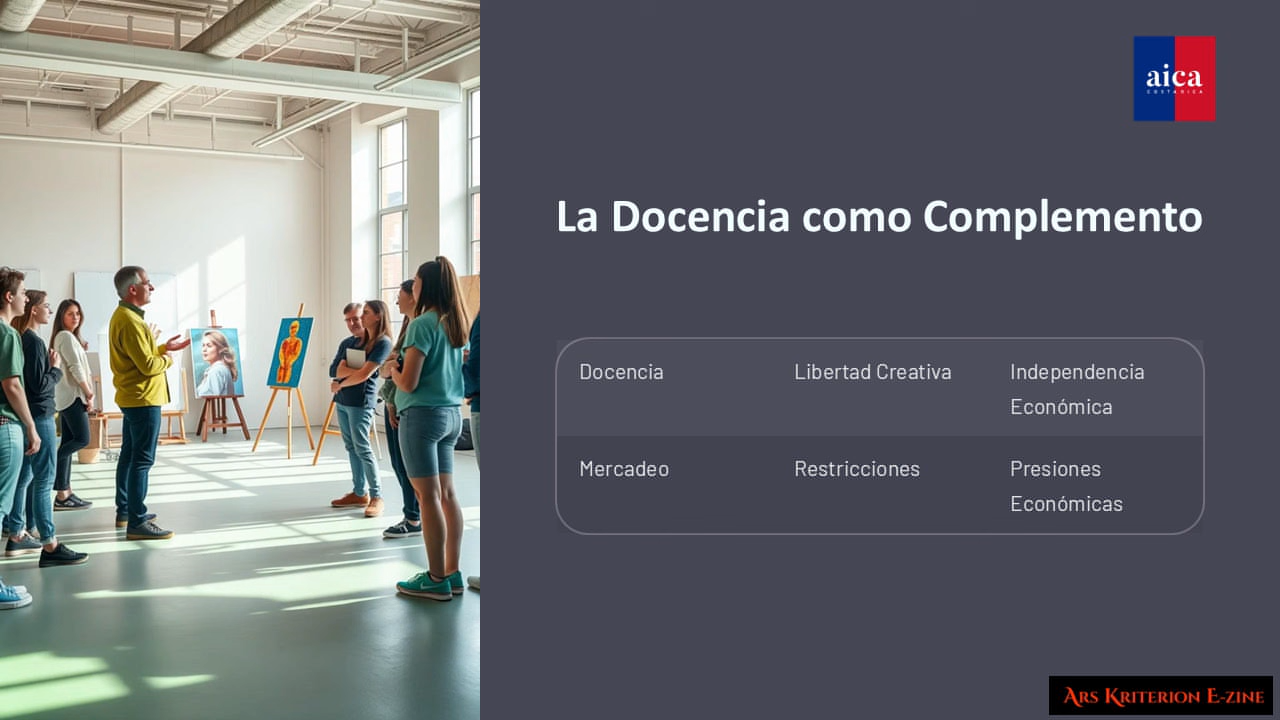 aica
COSTA RICA
La Docencia como Complemento
Docencia
Libertad Creativa
Independencia
Económica
Mercadeo
Restricciones
Presiones
Económicas
Ars Kriterion E-zine